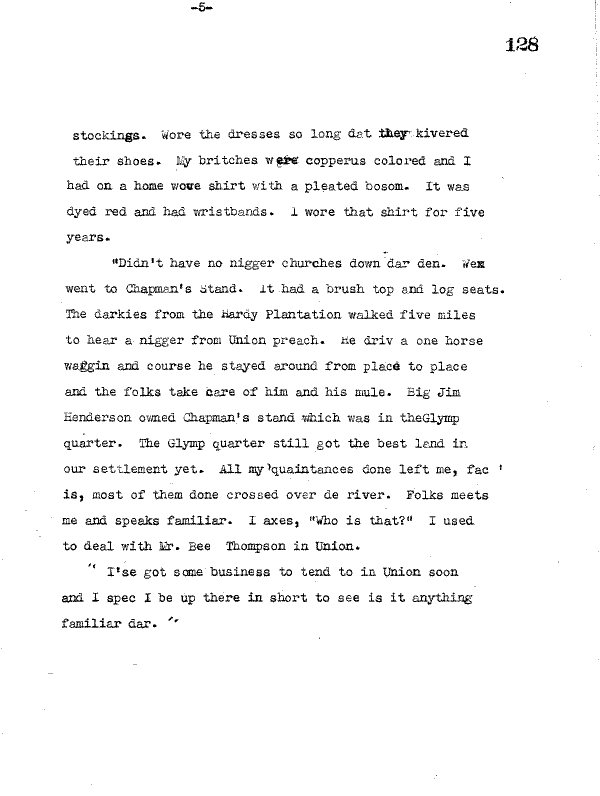 -5-
128
stockings. Wore the dresses so long dat they kivered
their shoes. My britches were copperus colored and I
had on a home wove shirt with a pleated bosom. It was
dyed red and had wristbands. I wore that shirt for five
years.
"Didn't have no nigger churches down dar den. Wex
went to Chapman's Stand. It had a brush top and log seats.
The darkies from the Hardy Plantation walked five miles
to hear a nigger from Union preach. He driv a one horse
waggin and course he stayed around from place to place
and the folks take care of him and his mule. Big Jim
Henderson owned Chapman's stand which was in theGlymp
quarter. The Glymp quarter still got the best land in
our settlement yet. All my 'quaintances done left me, fac '
is, most of them done crossed over de river. Folks meets
me and speaks familiar. I axes, "Who is that?" I used
to deal with Mr. Bee Thompson in Union.
" I'se got some business to tend to in Union soon
and I spec I be up there in short to see is it anything
familiar dar. "